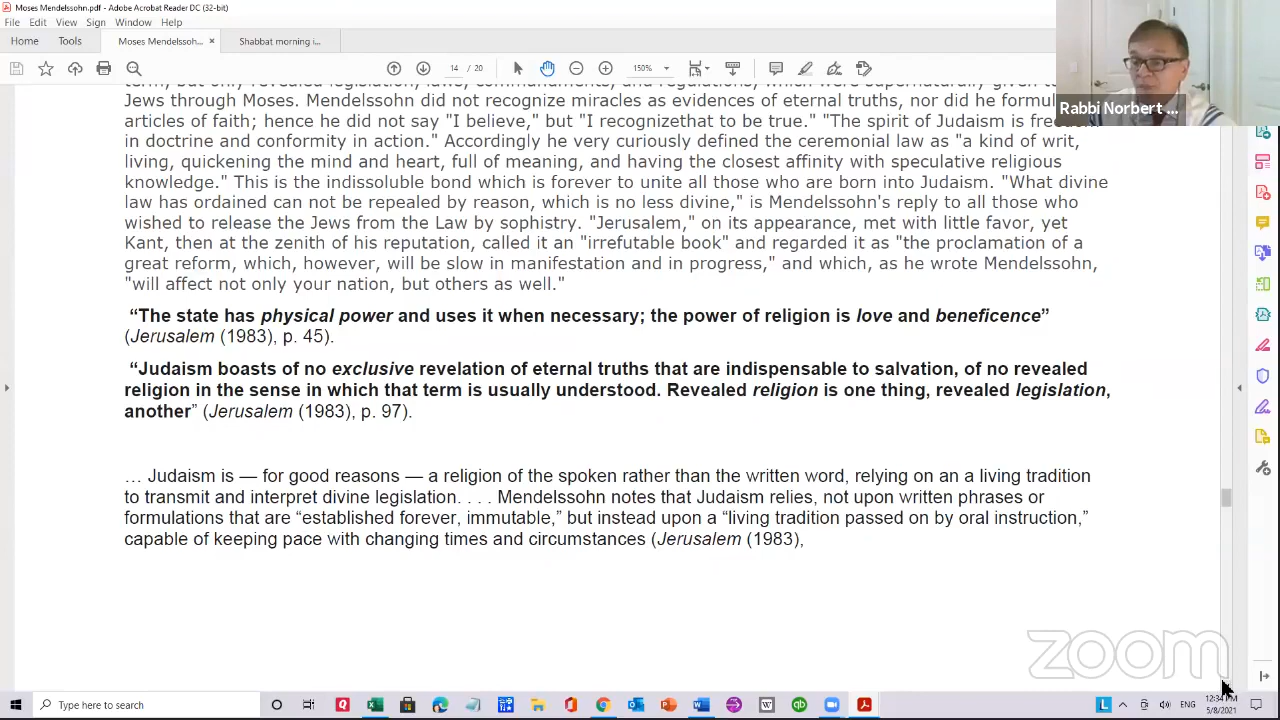 Moses Mendelssohn.pdf - Adobe Acrobat Reader DC (32-bit)
File Edit View Sign Window Help
Home Tools Moses Mendelssoh... × Shabbat morning i...
14 / 20 150%
Jews through Moses. Mendelssohn did not recognize miracles as evidences of eternal truths, nor did he
articles of faith; hence he did not say "I believe," but "I recognizethat to be true." "The spirit of Judaism is
Rabbi Norbert ...
in doctrine and conformity in action." Accordingly he very curiously defined the ceremonial law as "a kind of writ,
living, quickening the mind and heart, full of meaning, and having the closest affinity with speculative religious
knowledge." This is the indissoluble bond which is forever to unite all those who are born into Judaism. "What divine
law has ordained can not be repealed by reason, which is no less divine," is Mendelssohn's reply to all those who
wished to release the Jews from the Law by sophistry. "Jerusalem," on its appearance, met with little favor, yet
Kant, then at the zenith of his reputation, called it an "irrefutable book" and regarded it as "the proclamation of a
great reform, which, however, will be slow in manifestation and in progress," and which, as he wrote Mendelssohn,
"will affect not only your nation, but others as well."
“The state has physical power and uses it when necessary; the power of religion is love and beneficence”
(Jerusalem (1983), p. 45).
“Judaism boasts of no exclusive revelation of eternal truths that are indispensable to salvation, of no revealed
religion in the sense in which that term is usually understood. Revealed religion is one thing, revealed legislation,
another” (Jerusalem (1983), p. 97).
… Judaism is — for good reasons — a religion of the spoken rather than the written word, relying on an a living tradition
to transmit and interpret divine legislation. . . . Mendelssohn notes that Judaism relies, not upon written phrases or
formulations that are “established forever, immutable,” but instead upon a “living tradition passed on by oral instruction,”
capable of keeping pace with changing times and circumstances (Jerusalem (1983),
zoom
Type here to search
ENG
5/8/2021